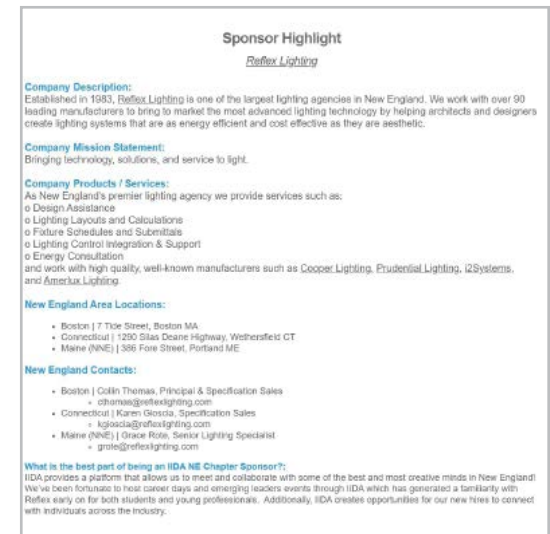 Sponsor Highlight
Reflex Lighting
Company Description:
Established in 1983, Reflex Lighting is one of the largest lighting agencies in New England. We work with over 90
leading manufacturers to bring to market the most advanced lighting technology by helping architects and designers
create lighting systems that are as energy efficient and cost effective as they are aesthetic.
Company Mission Statement:
Bringing technology, solutions, and service to light.
Company Products / Services:
As New England's premier lighting agency we provide services such as:
o Design Assistance
o Lighting Layouts and Calculations
o Fixture Schedules and Submittals
o Lighting Control Integration & Support
o Energy Consultation
and work with high quality, well-known manufacturers such as Cooper Lighting, Prudential Lighting, i2Systems,
and Amerlux Lighting.
New England Area Locations:
• Boston | 7 Tide Street, Boston MA
• Connecticut | 1290 Silas Deane Highway, Wethersfield CT
• Maine (NNE) | 386 Fore Street, Portland ME
New England Contacts:
• Boston | Collin Thomas, Principal & Specification Sales
• cthomas@reflexlighting.com
• Connecticut | Karen Gioscia, Specification Sales
• kgioscia@reflexlighting.com
• Maine (NNE) | Grace Rote, Senior Lighting Specialist
• grote@reflexlighting.com
What is the best part of being an IIDA NE Chapter Sponsor?:
IIDA provides a platform that allows us to meet and collaborate with some of the best and most creative minds in New England!
We've been fortunate to host career days and emerging leaders events through IIDA which has generated a familiarity with
Reflex early on for both students and young professionals. Additionally, IIDA creates opportunities for our new hires to connect
with individuals across the industry.